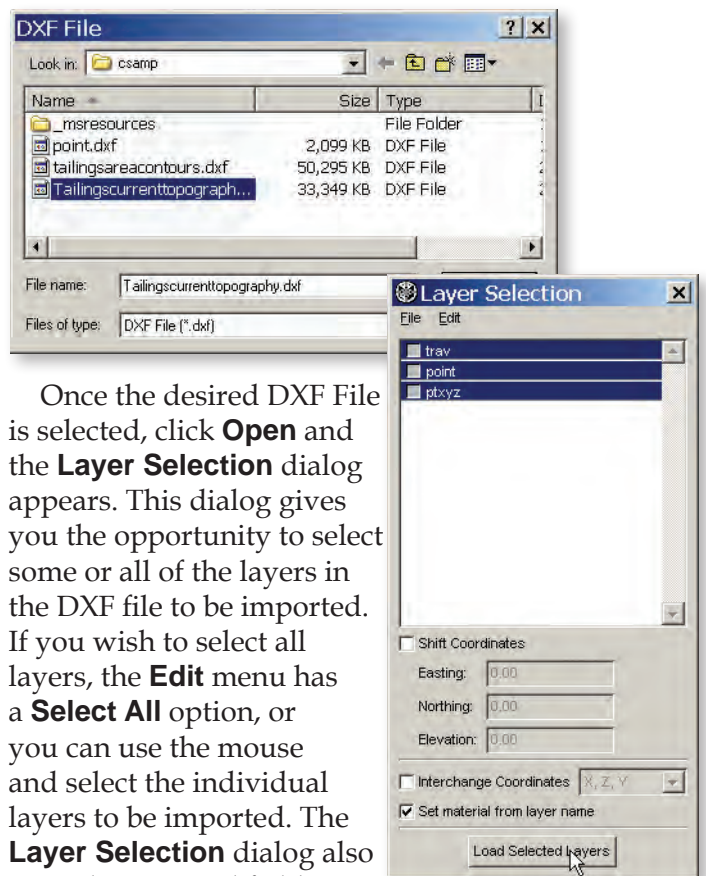 DXF File
Look in: csamp
Name Size Type
_msresources File Folder
point.dxf 2,099 KB DXF File
tailingsareacontours.dxf 50,295 KB DXF File
Tailingscurrenttopograph... 33,349 KB DXF File
File name: Tailingscurrenttopography.dxf
Files of type: DXF File (*.dxf)
Layer Selection
File Edit
trav
point
ptxyz
Shift Coordinates
Easting: 0.00
Northing: 0.00
Elevation: 0.00
Interchange Coordinates X, Z, Y
Set material from layer name
Load Selected Layers
Once the desired DXF File
is selected, click Open and
the Layer Selection dialog
appears. This dialog gives
you the opportunity to select
some or all of the layers in
the DXF file to be imported.
If you wish to select all
layers, the Edit menu has
a Select All option, or
you can use the mouse
and select the individual
layers to be imported. The
Layer Selection dialog also